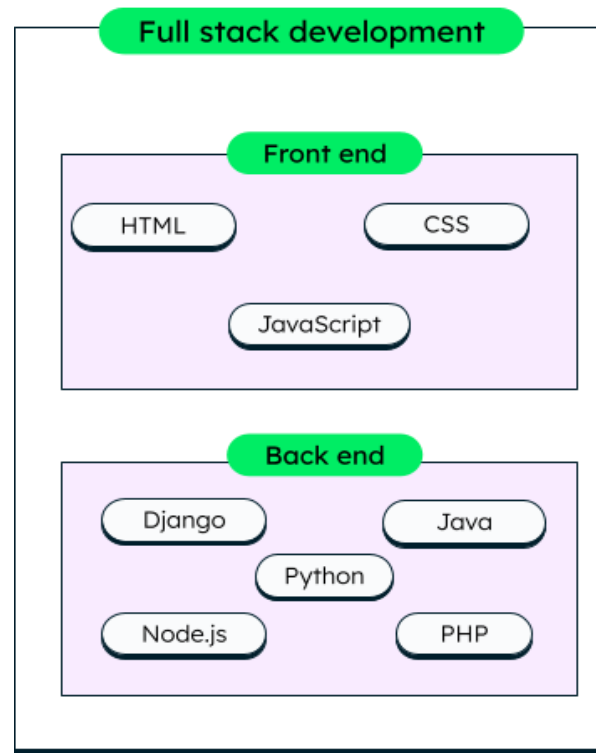 Full stack development
Front end
HTML
CSS
JavaScript
Back end
Django
Java
Python
Node.js
PHP